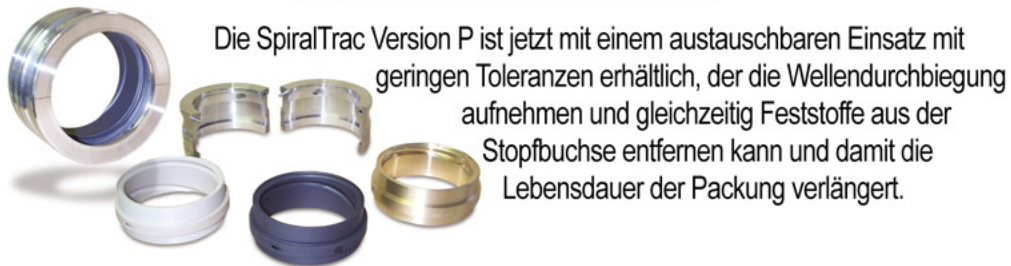 Die SpiralTrac Version P ist jetzt mit einem austauschbaren Einsatz mit
geringen Toleranzen erhältlich, der die Wellendurchbiegung
aufnehmen und gleichzeitig Feststoffe aus der
Stopfbuchse entfernen kann und damit die
Lebensdauer der Packung verlängert.